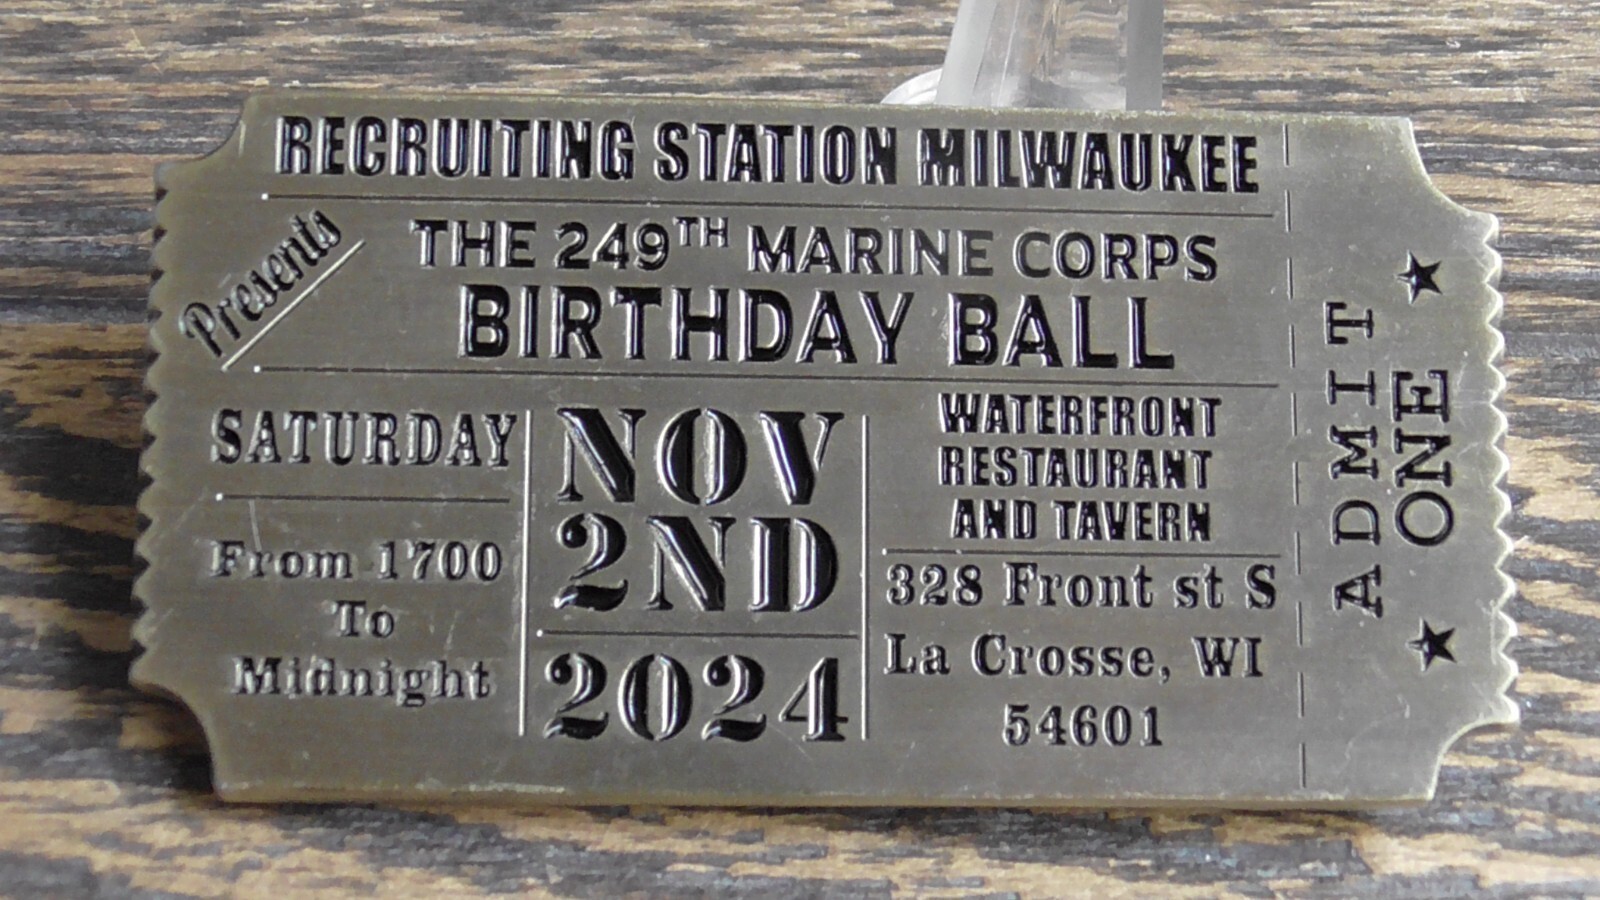 RECRUITING STATION MILWAUKEE
Presents
THE 249TH MARINE CORPS
BIRTHDAY BALL
SATURDAY
From 1700
To
Midnight
NOV
2ND
2024
WATERFRONT
RESTAURANT
AND TAVERN
328 Front st S
La Crosse, WI
54601
ADMIT
ONE